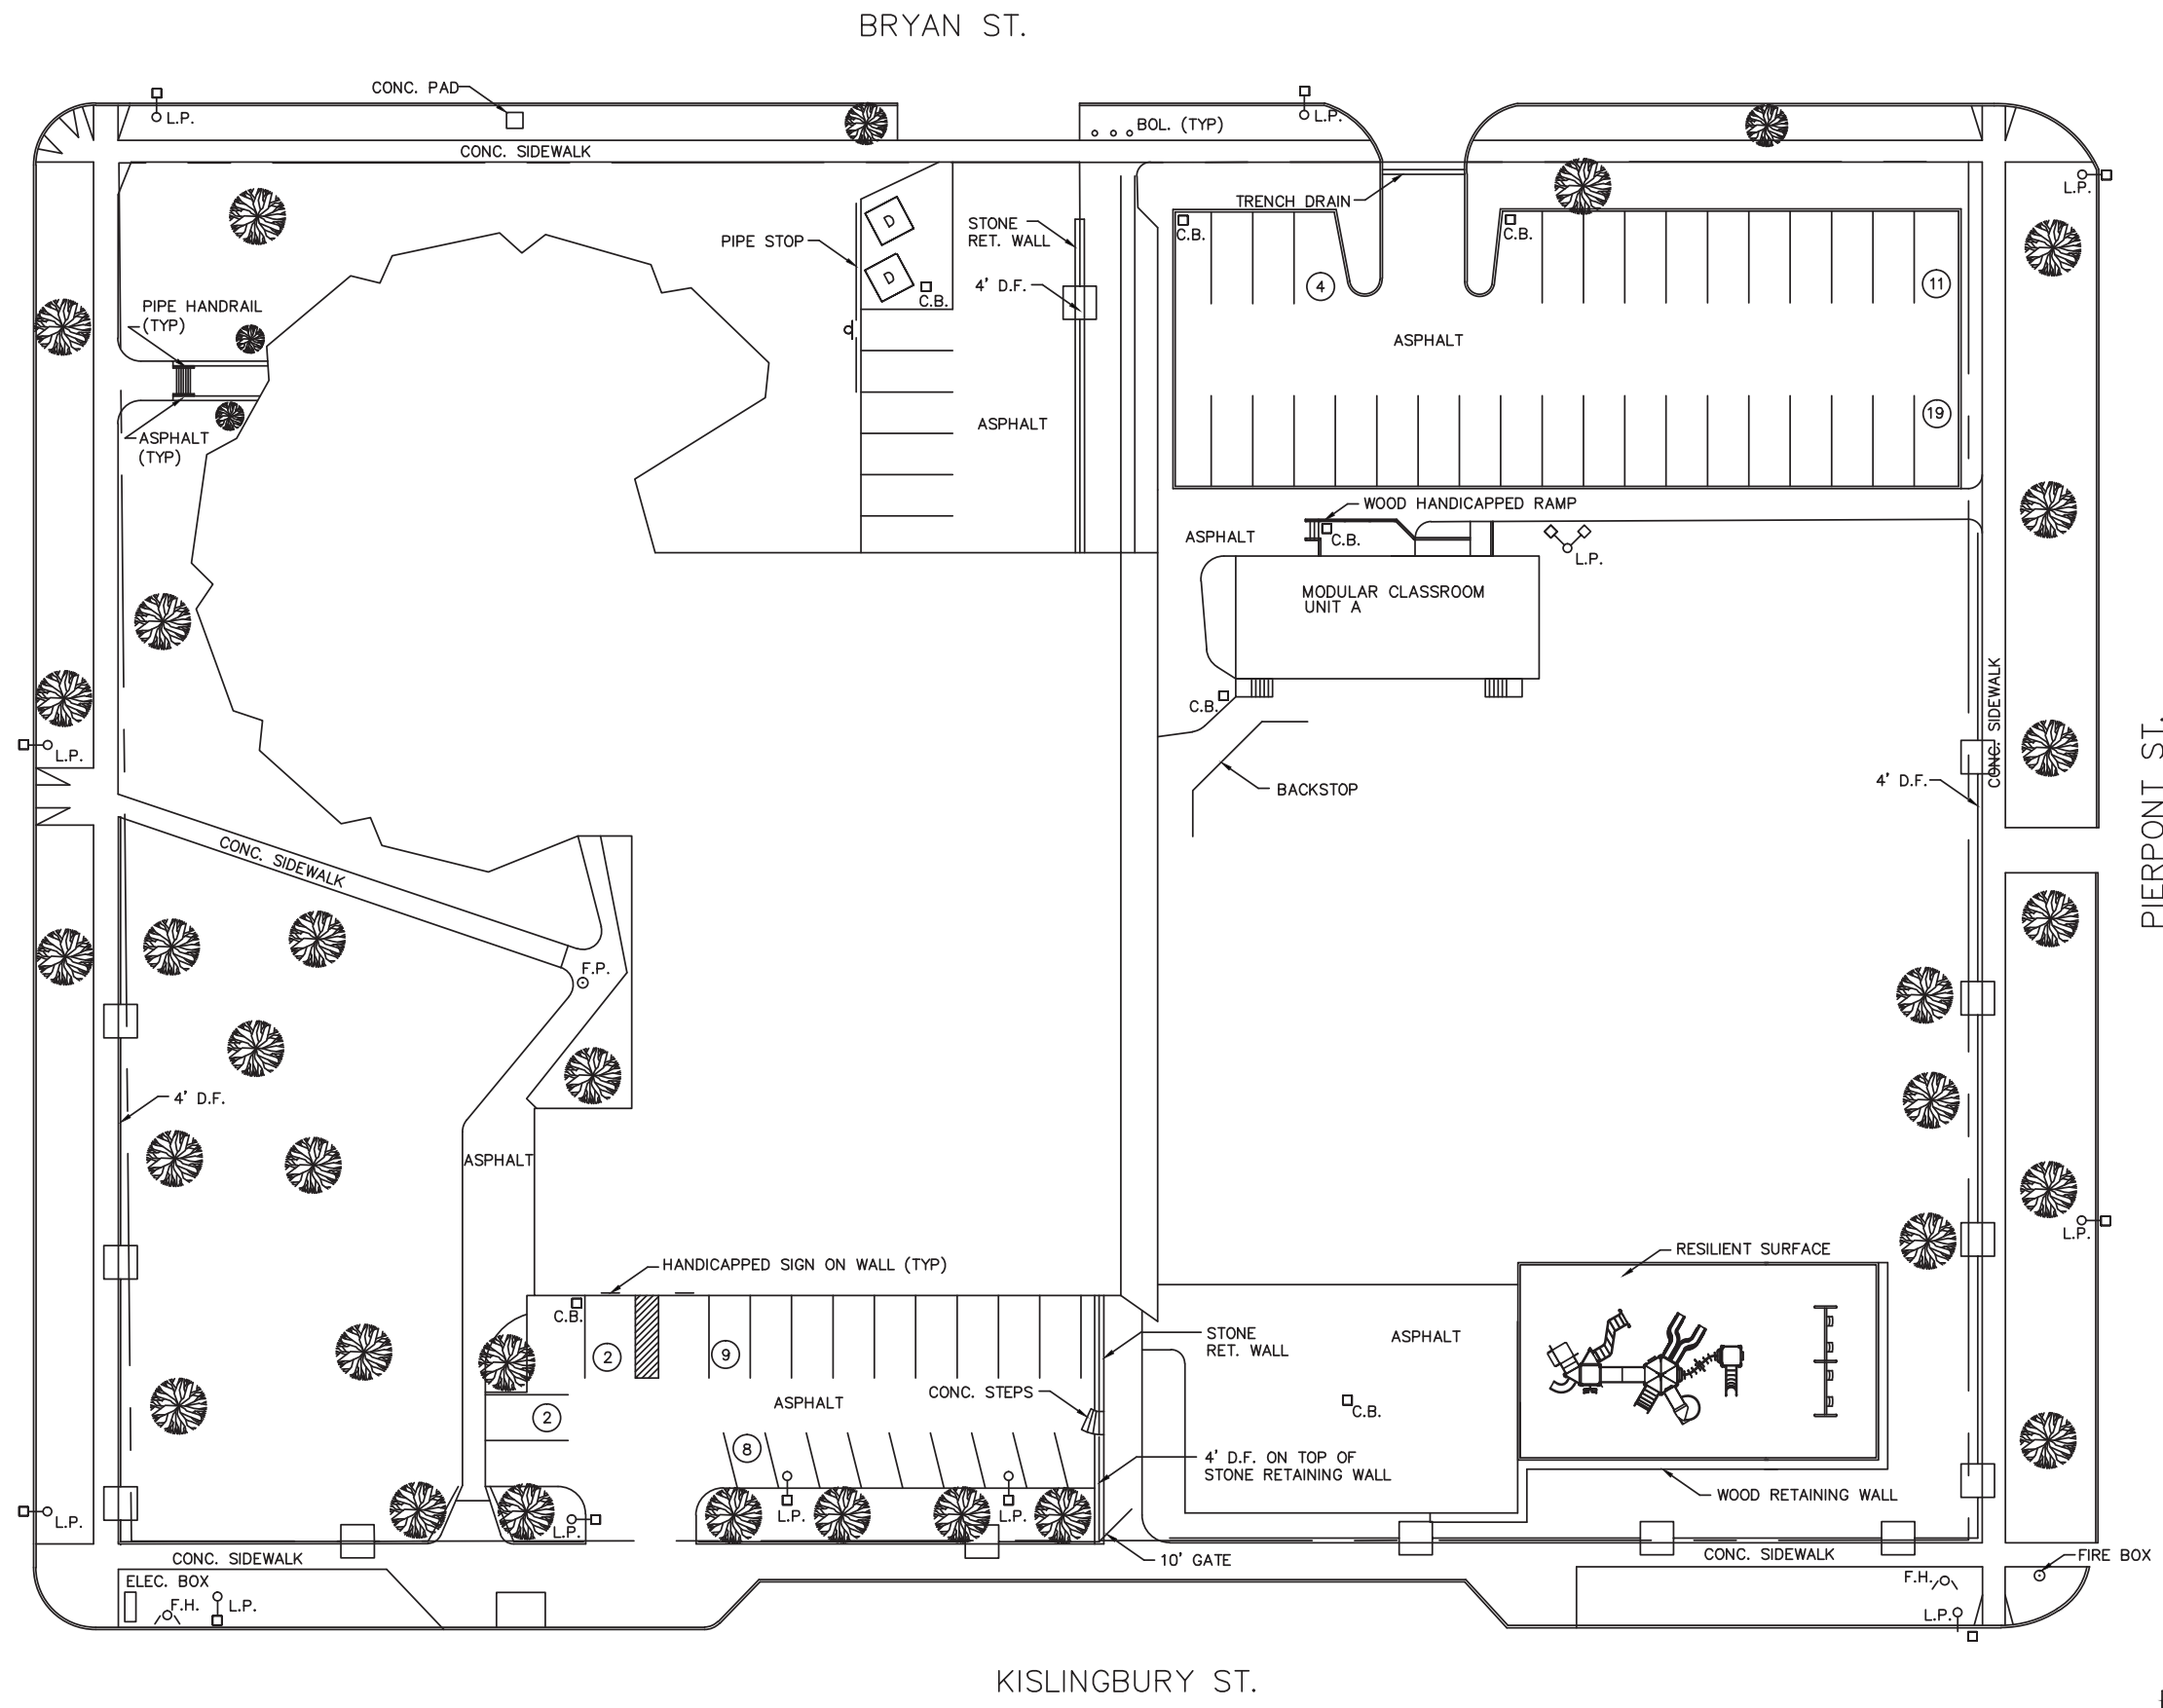 BRYAN ST.
CONC. PAD
L.P.
CONC. SIDEWALK
BOL. (TYP)
L.P.
L.P.
TRENCH DRAIN
C.B.
C.B.
D
D
PIPE STOP
STONE
RET. WALL
4' D.F.
C.B.
4
11
PIPE HANDRAIL
(TYP)
ASPHALT
19
ASPHALT
(TYP)
ASPHALT
WOOD HANDICAPPED RAMP
ASPHALT
C.B.
L.P.
MODULAR CLASSROOM
UNIT A
C.B.
CONC. SIDEWALK
PIERPONT ST.
L.P.
4' D.F.
BACKSTOP
CONC. SIDEWALK
F.P.
4' D.F.
ASPHALT
L.P.
RESILIENT SURFACE
HANDICAPPED SIGN ON WALL (TYP)
C.B.
2
9
STONE
RET. WALL
ASPHALT
CONC. STEPS
ASPHALT
2
C.B.
8
4' D.F. ON TOP OF
STONE RETAINING WALL
WOOD RETAINING WALL
L.P.
L.P.
L.P.
L.P.
10' GATE
CONC. SIDEWALK
CONC. SIDEWALK
FIRE BOX
ELEC. BOX
F.H.
L.P.
F.H.
L.P.
KISLINGBURY ST.